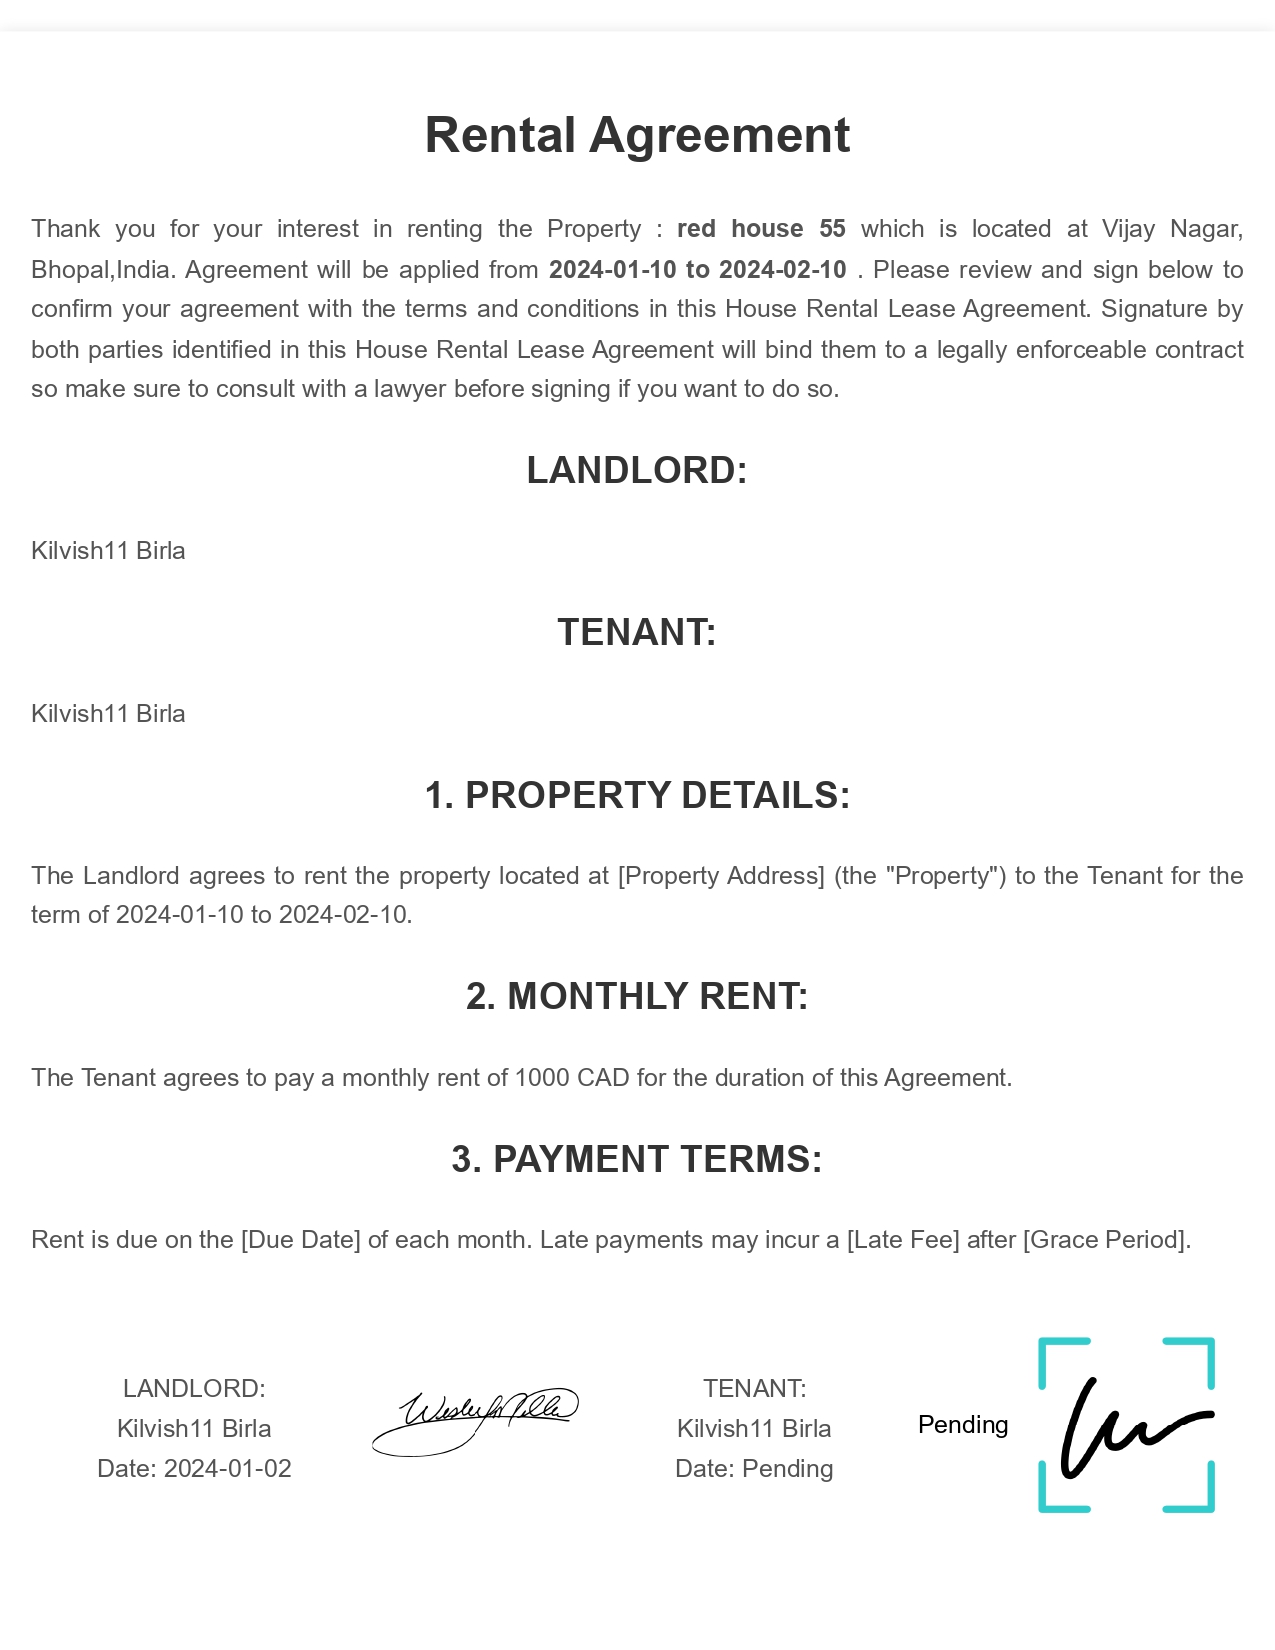 Rental Agreement
Thank you for your interest in renting the Property : red house 55 which is located at Vijay Nagar,
Bhopal,India. Agreement will be applied from 2024-01-10 to 2024-02-10 . Please review and sign below to
confirm your agreement with the terms and conditions in this House Rental Lease Agreement. Signature by
both parties identified in this House Rental Lease Agreement will bind them to a legally enforceable contract
so make sure to consult with a lawyer before signing if you want to do so.
LANDLORD:
Kilvish11 Birla
TENANT:
Kilvish11 Birla
1. PROPERTY DETAILS:
The Landlord agrees to rent the property located at [Property Address] (the "Property") to the Tenant for the
term of 2024-01-10 to 2024-02-10.
2. MONTHLY RENT:
The Tenant agrees to pay a monthly rent of 1000 CAD for the duration of this Agreement.
3. PAYMENT TERMS:
Rent is due on the [Due Date] of each month. Late payments may incur a [Late Fee] after [Grace Period].
LANDLORD:
Kilvish11 Birla
Date: 2024-01-02
TENANT:
Kilvish11 Birla
Date: Pending
Pending